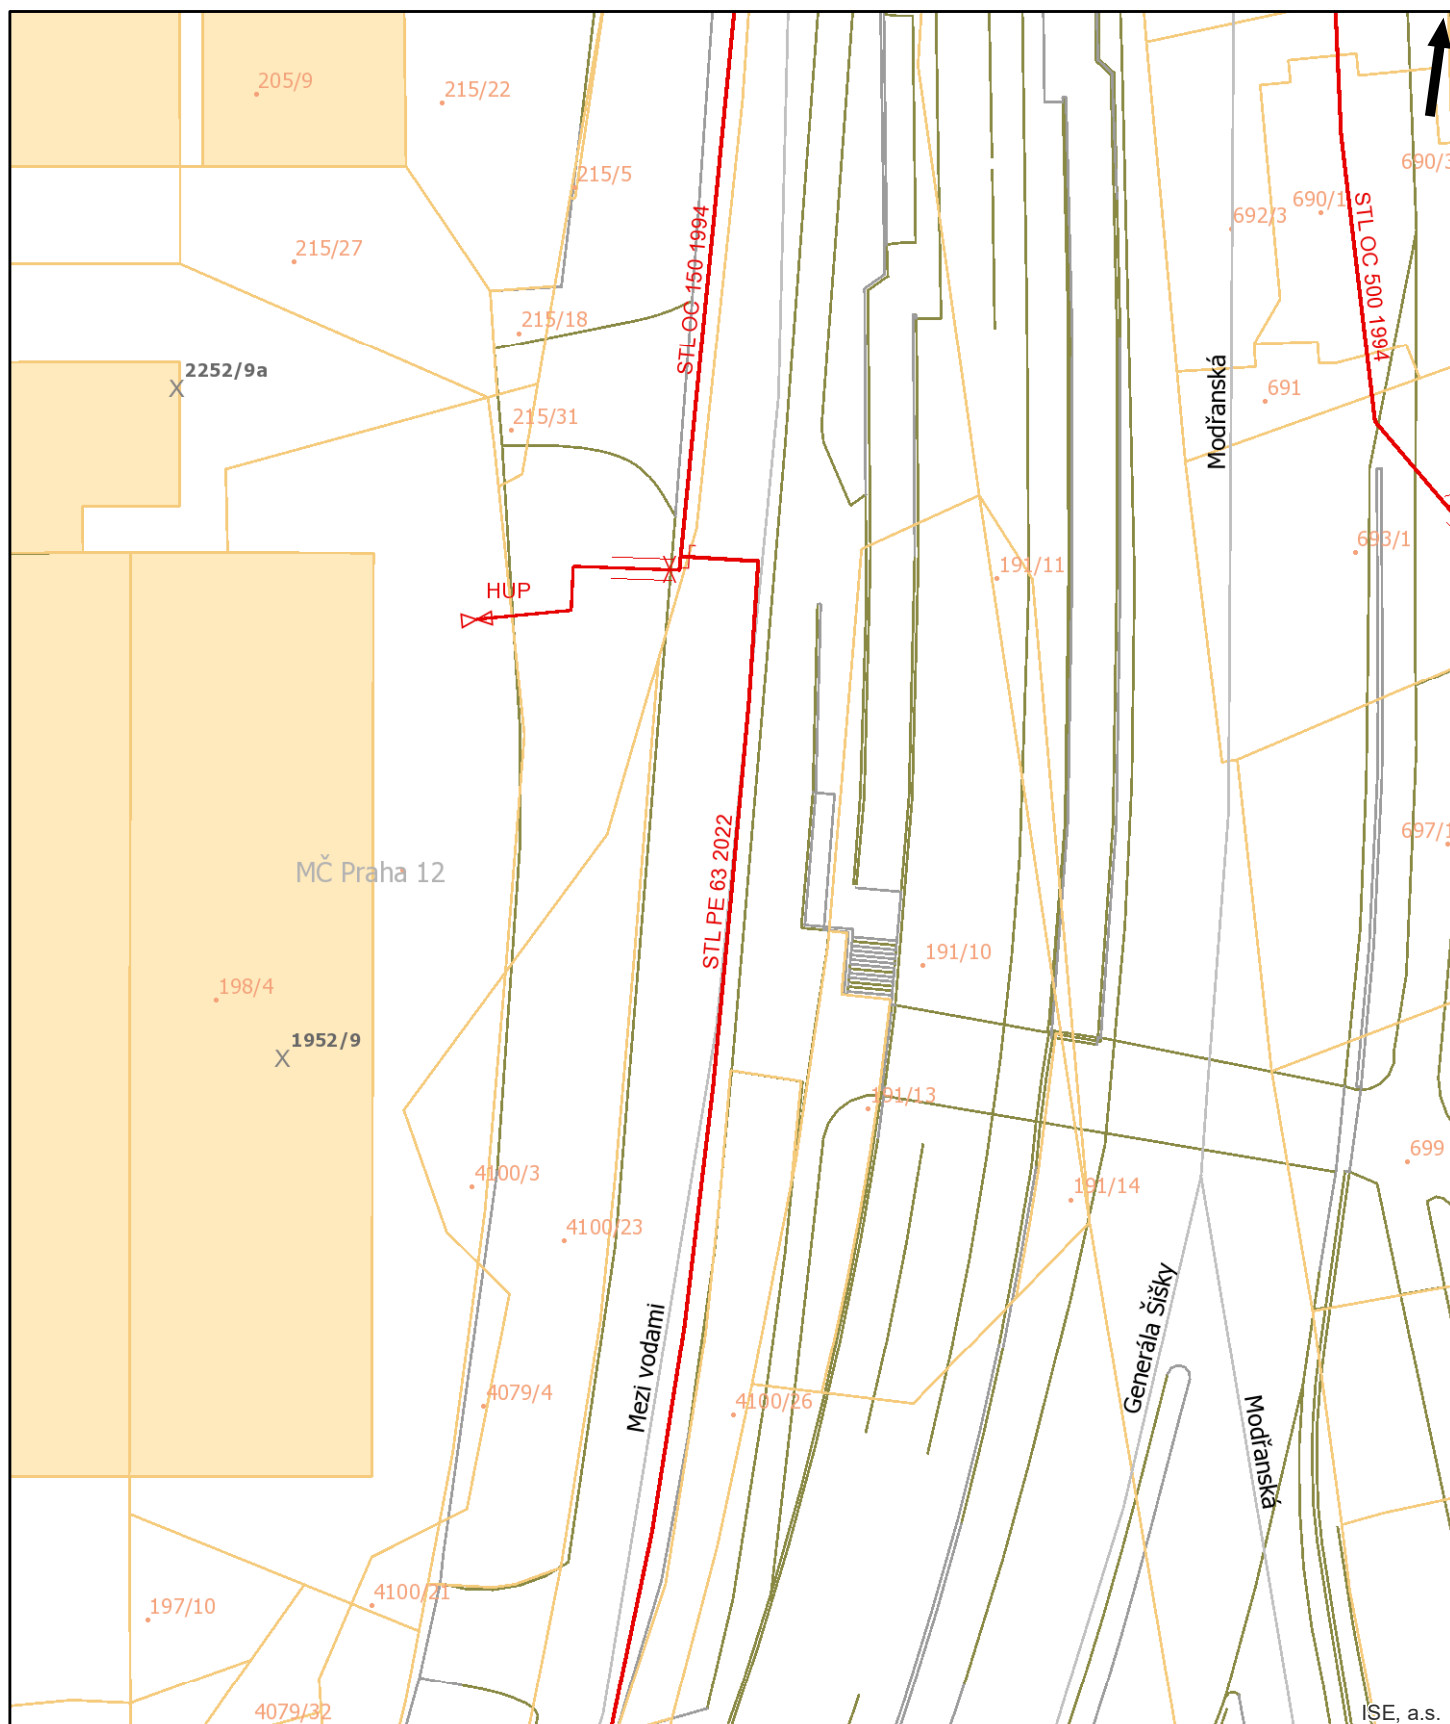 205/9
215/22
690/3
215/5
690/1
692/3
215/27
STL OC 150 1994
STL OC 500 1994
215/18
2252/9a
Modřanská
691
215/31
693/1
191/11
HUP
697/1
MČ Praha 12
STL PE 63 2022
191/10
198/4
1952/9
191/13
699
4100/3
191/14
4100/23
Generála Šišky
Mezi vodami
4079/4
4100/26
Modřanská
4100/21
197/10
4079/32
ISE, a.s.